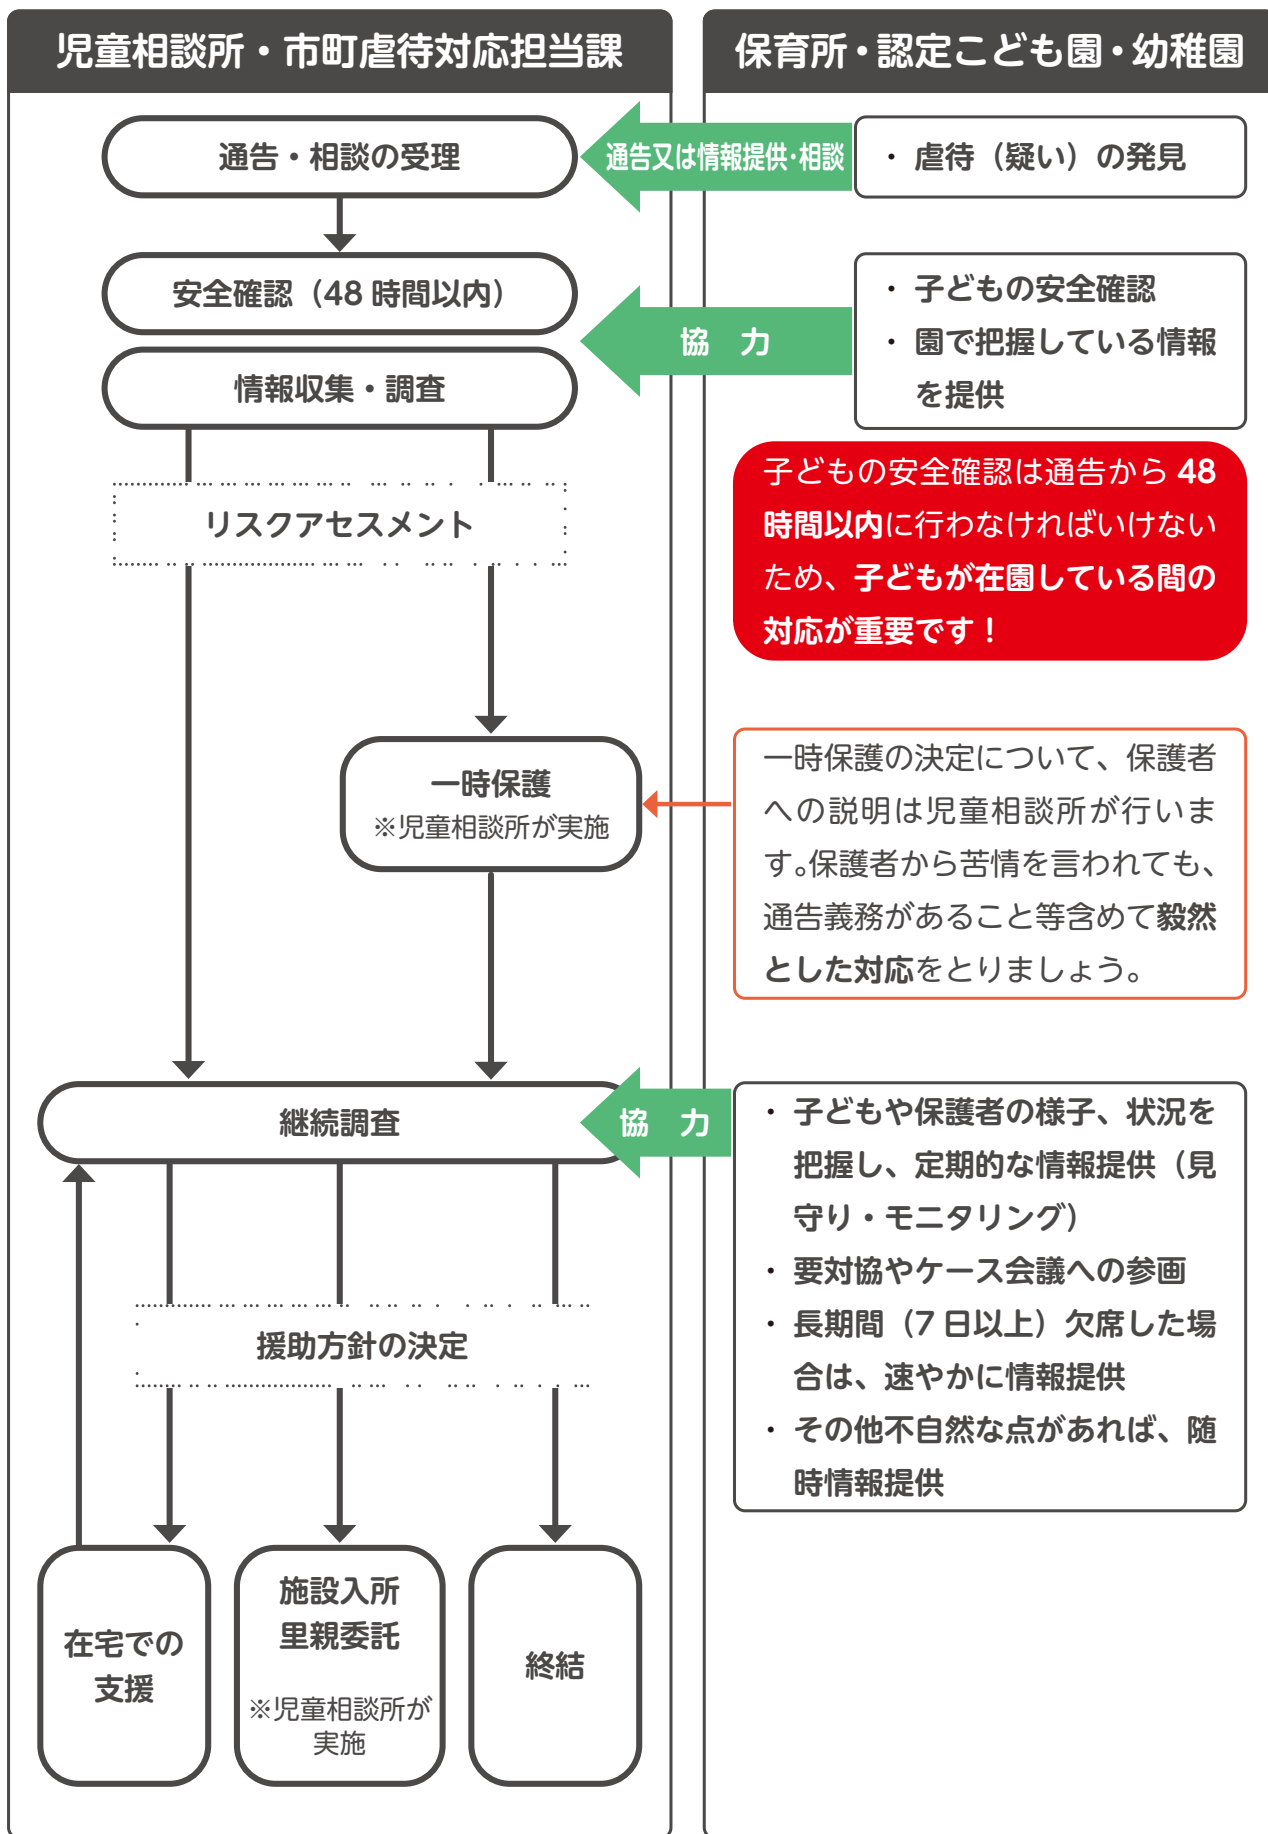 児童相談所・市町虐待対応担当課
保育所・認定こども園・幼稚園
通告・相談の受理
通告又は情報提供・相談
・ 虐待（疑い）の発見
安全確認（48 時間以内）
情報収集・調査
協　力
・ 子どもの安全確認
・ 園で把握している情報
を提供
子どもの安全確認は通告から 48
時間以内に行わなければいけない
ため、子どもが在園している間の
対応が重要です！
リスクアセスメント
一時保護
※児童相談所が実施
一時保護の決定について、保護者
への説明は児童相談所が行いま
す。保護者から苦情を言われても、
通告義務があること等含めて毅然
とした対応をとりましょう。
継続調査
協　力
・ 子どもや保護者の様子、状況を
把握し、定期的な情報提供（見
守り・モニタリング）
・ 要対協やケース会議への参画
・ 長期間（7 日以上）欠席した場
合は、速やかに情報提供
・ その他不自然な点があれば、随
時情報提供
援助方針の決定
在宅での
支援
施設入所
里親委託
※児童相談所が
実施
終結